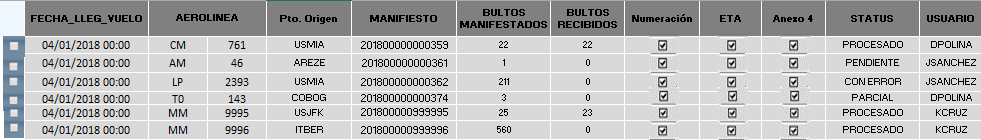 FECHA_LLEG_VUELO AEROLINEA Pto. Origen MANIFIESTO BULTOS MANIFESTADOS BULTOS RECIBIDOS Numeración ETA Anexo 4 STATUS USUARIO
04/01/2018 00:00 CM 761 USMIA 201800000000359 22 22 PROCESADO DPOLINA
04/01/2018 00:00 AM 46 AREZE 201800000000361 1 0 PENDIENTE JSANCHEZ
04/01/2018 00:00 LP 2393 USMIA 201800000000362 211 0 CON ERROR JSANCHEZ
04/01/2018 00:00 T0 143 COBOG 201800000000374 3 0 PARCIAL DPOLINA
04/01/2018 00:00 MM 9995 USJFK 201800000999995 25 23 PROCESADO KCRUZ
04/01/2018 00:00 MM 9996 ITBER 201800000999996 560 0 PROCESADO KCRUZ